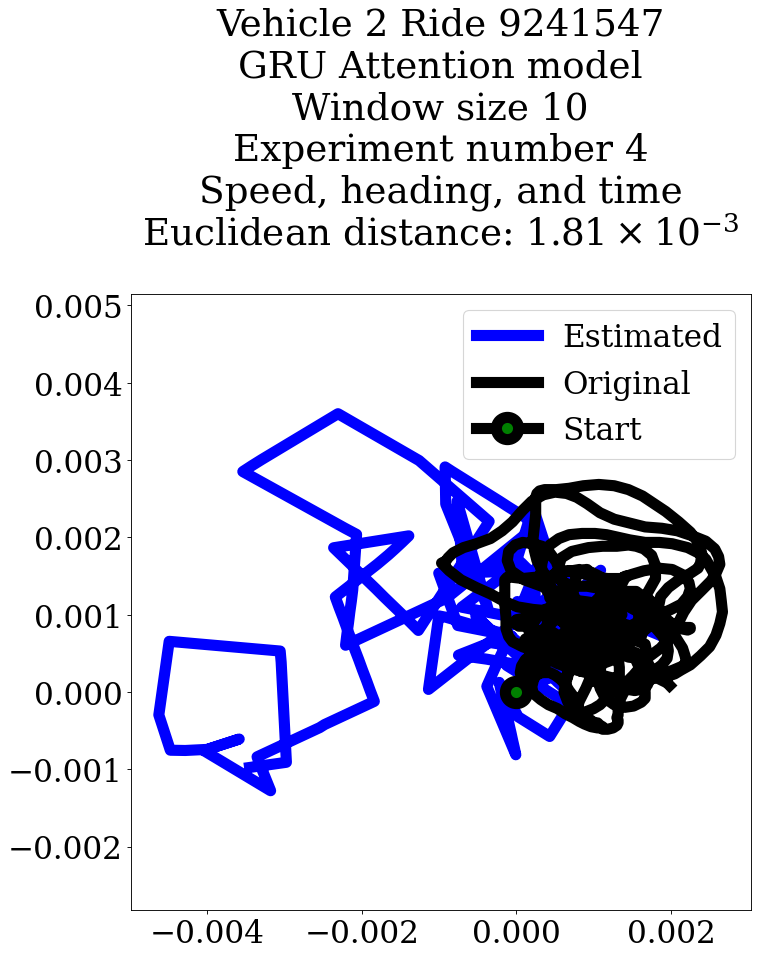 Vehicle 2 Ride 9241547
GRU Attention model
Window size 10
Experiment number 4
Speed, heading, and time
Euclidean distance: 1.81 × 10⁻³
0.005
0.004
0.003
0.002
0.001
0.000
−0.001
−0.002
Estimated
Original
Start
−0.004 −0.002 0.000 0.002